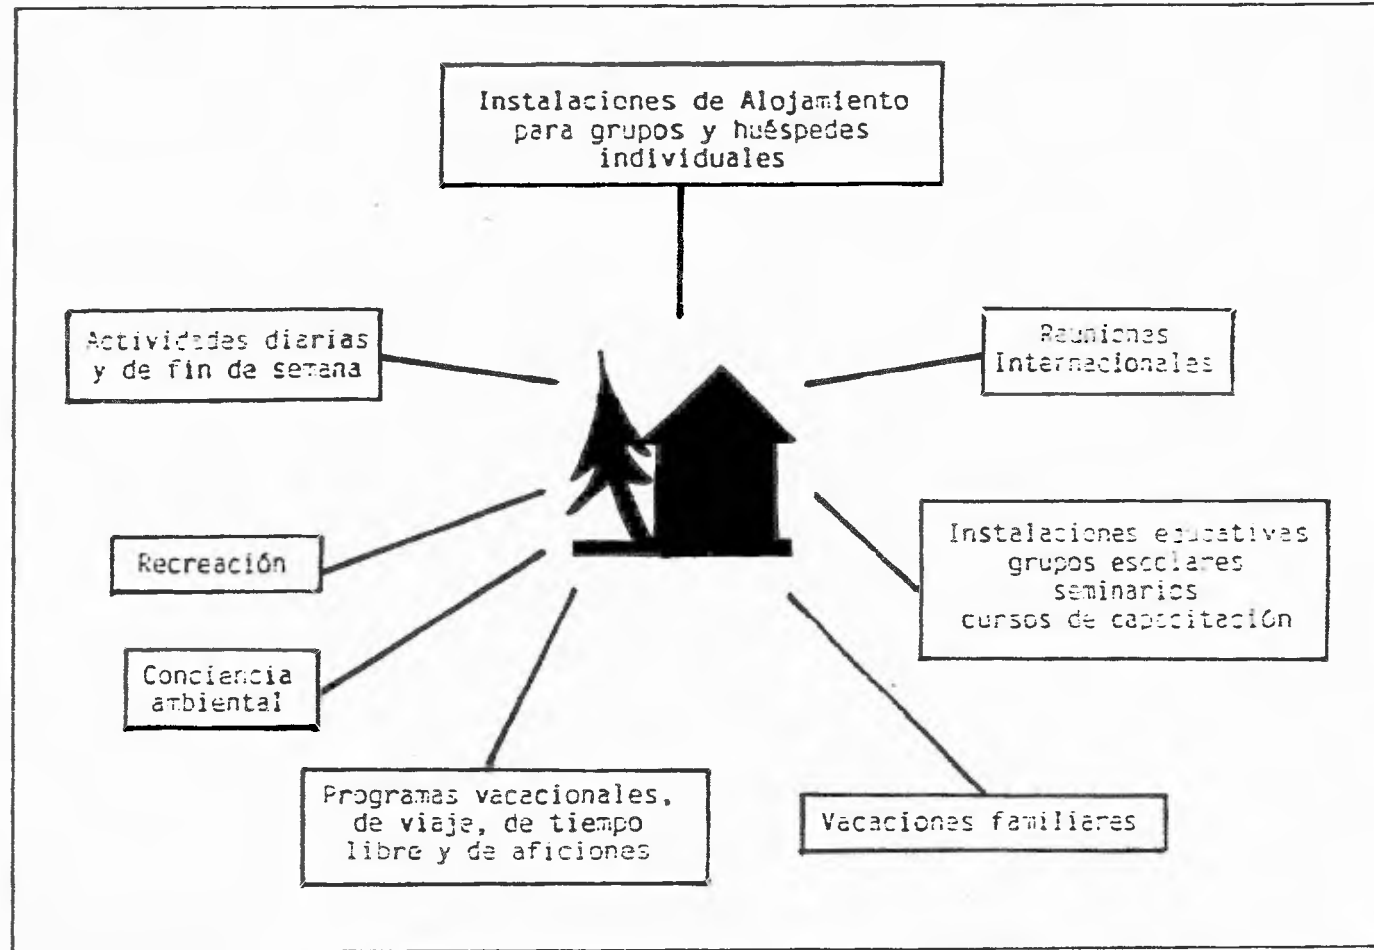 Instalaciones de Alojamiento
para grupos y huéspedes
individuales
Actividades diarias
y de fin de semana
Reuniones
Internacionales
Recreación
Instalaciones educativas
grupos escolares
seminarios
cursos de capacitación
Conciencia
ambiental
Programas vacacionales,
de viaje, de tiempo
libre y de aficiones
Vacaciones familiares